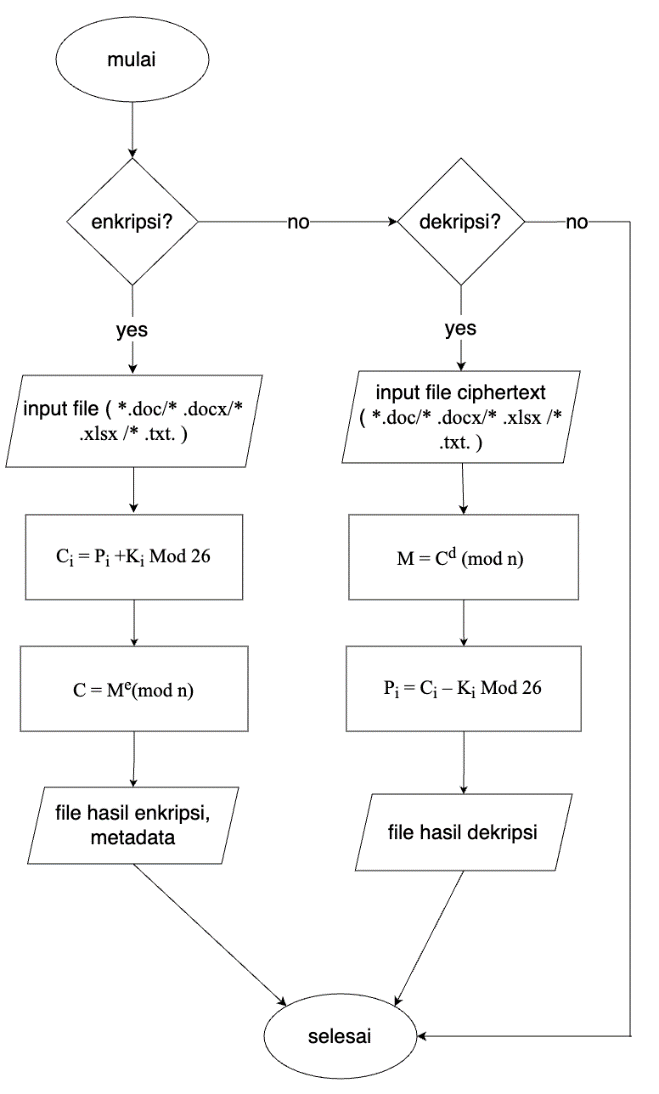 mulai
enkripsi?
no
dekripsi?
no
yes
yes
input file ( *.doc/* .docx/*
.xlsx /* .txt. )
input file ciphertext
( *.doc/* .docx/* .xlsx /*
.txt. )
Cᵢ = Pᵢ +Kᵢ Mod 26
M = Cᵈ (mod n)
C = Mᵉ(mod n)
Pᵢ = Cᵢ – Kᵢ Mod 26
file hasil enkripsi,
metadata
file hasil dekripsi
selesai